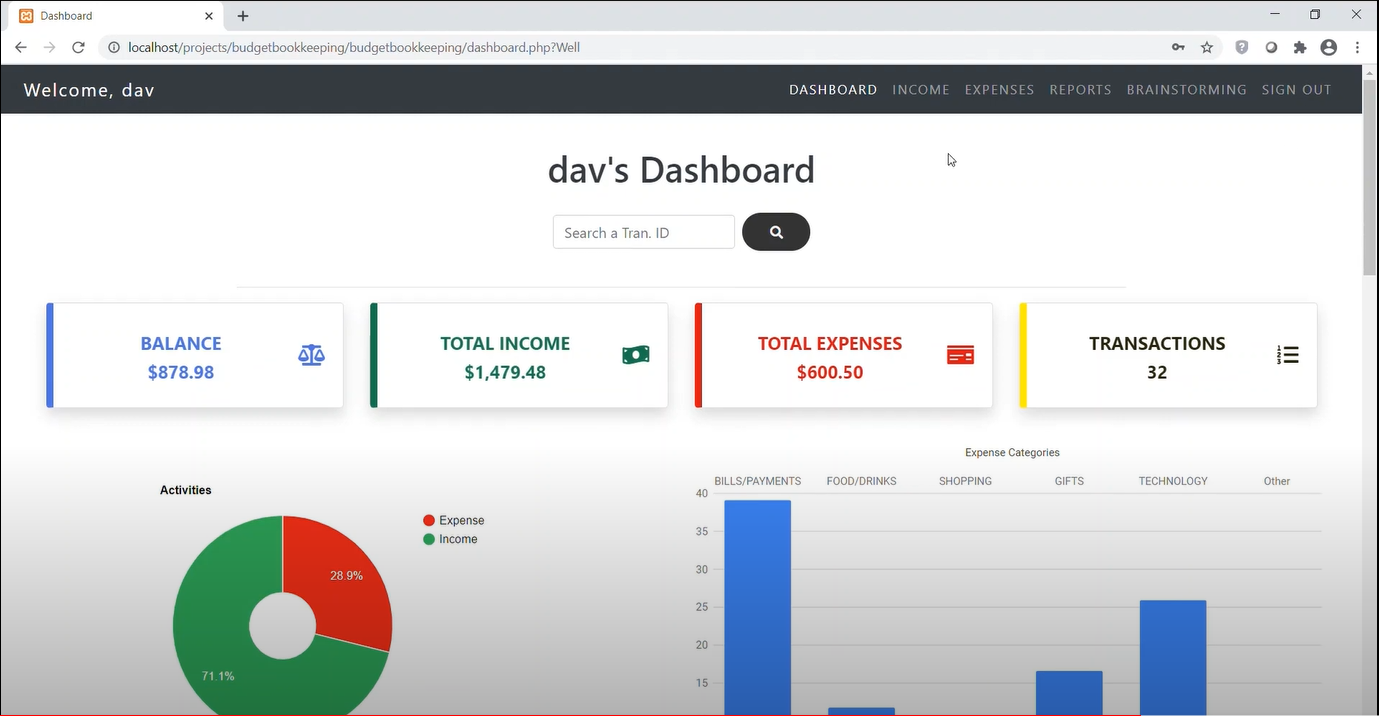 Dashboard
localhost/projects/budgetbookkeeping/budgetbookkeeping/dashboard.php?Well
Welcome, dav
DASHBOARD INCOME EXPENSES REPORTS BRAINSTORMING SIGN OUT
dav's Dashboard
Search a Tran. ID
BALANCE
$878.98
TOTAL INCOME
$1,479.48
TOTAL EXPENSES
$600.50
TRANSACTIONS
32
1
2
3
Activities
Expense
Income
28.9%
71.1%
Expense Categories
BILLS/PAYMENTS FOOD/DRINKS SHOPPING GIFTS TECHNOLOGY Other
40
35
30
25
20
15